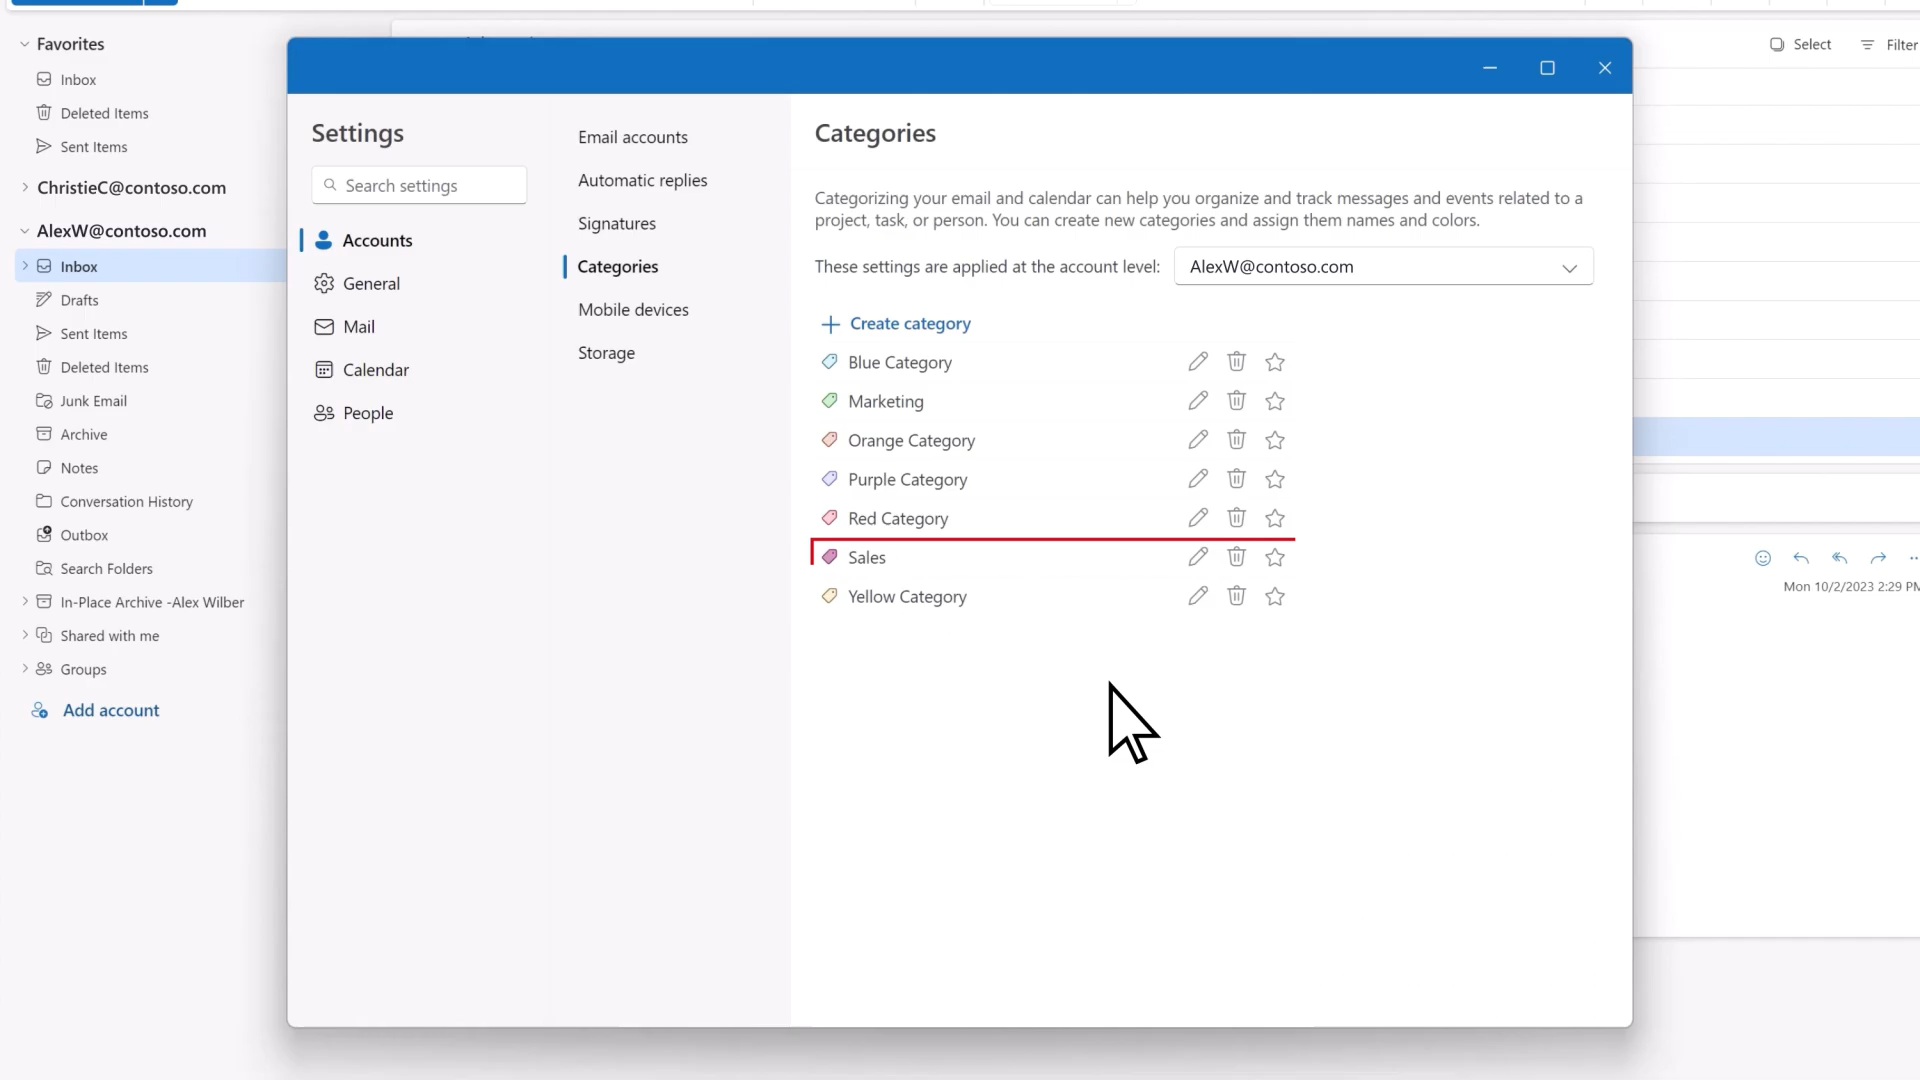 Favorites
Inbox
Deleted Items
Sent Items
ChristieC@contoso.com
AlexW@contoso.com
Inbox
Drafts
Sent Items
Deleted Items
Junk Email
Archive
Notes
Conversation History
Outbox
Search Folders
In-Place Archive -Alex Wilber
Shared with me
Groups
Add account
Settings
Search settings
Accounts
General
Mail
Calendar
People
Email accounts
Automatic replies
Signatures
Categories
Mobile devices
Storage
Categories
Categorizing your email and calendar can help you organize and track messages and events related to a
project, task, or person. You can create new categories and assign them names and colors.
These settings are applied at the account level: AlexW@contoso.com
Create category
Blue Category
Marketing
Orange Category
Purple Category
Red Category
Sales
Yellow Category
Select Filter
Mon 10/2/2023 2:29 PM